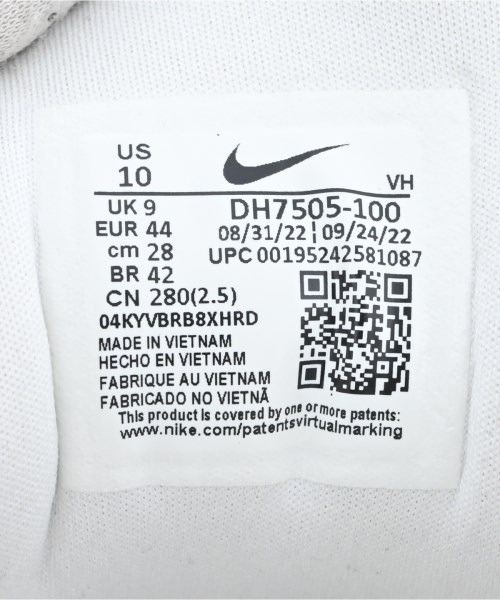 US
10
VH
UK 9
DH7505-100
EUR 44
08/31/22 ¦ 09/24/22
cm 28
UPC 00195242581087
BR 42
CN 280(2.5)
04KYVBRB8XHRD
MADE IN VIETNAM
HECHO EN VIETNAM
FABRIQUE AU VIETNAM
FABRICADO NO VIETNÃ
This product is covered by one or more patents:
www.nike.com/patentsvirtualmarking